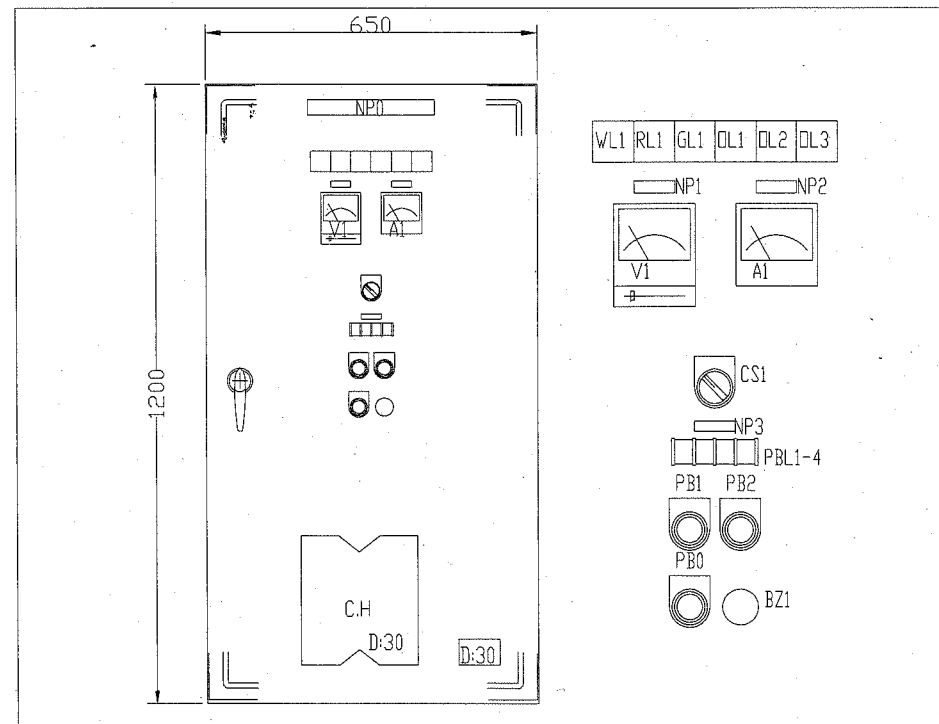 650
NP0
WL1 RL1 GL1 OL1 OL2 OL3
NP1 NP2
V1 A1
V1 A1
CS1
1200
NP3
PBL1-4
PB1 PB2
PB0
BZ1
C.H
D:30
D:30